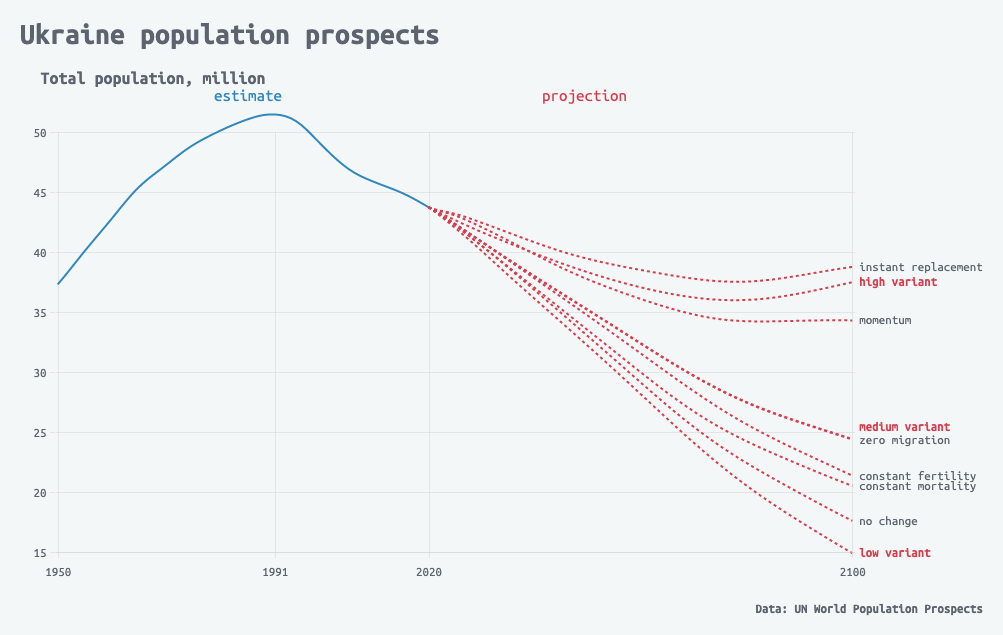 Ukraine population prospects
Total population, million
estimate projection
50
45
40
35
30
25
20
15
instant replacement
high variant
momentum
medium variant
zero migration
constant fertility
constant mortality
no change
low variant
1950 1991 2020 2100
Data: UN World Population Prospects